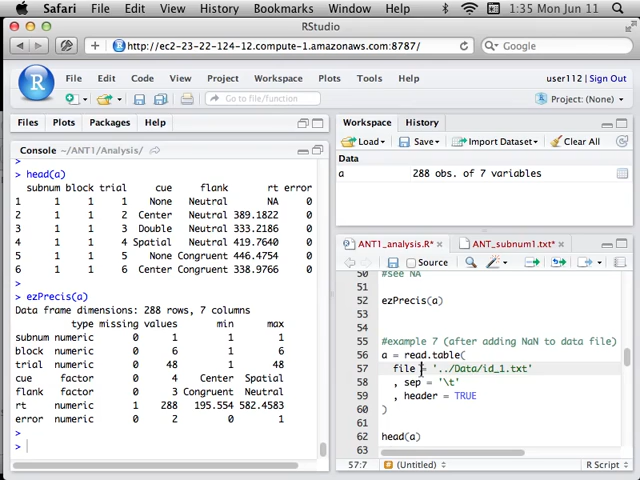 Safari File Edit View History Bookmarks Window Help 1:35 Mon Jun 11
RStudio
http://ec2-23-22-124-12.compute-1.amazonaws.com:8787/ Google
R File Edit Code View Project Workspace Plots Tools Help user112 | Sign Out
Go to file/function Project: (None)
Files Plots Packages Help
Console ~/ANT1/Analysis/
>
> head(a)
subnum block trial cue flank rt error
1 1 1 1 None Neutral NA 0
2 1 1 2 Center Neutral 389.1822 0
3 1 1 3 Double Neutral 333.2186 0
4 1 1 4 Spatial Neutral 419.7640 0
5 1 1 5 None Congruent 446.4754 0
6 1 1 6 Center Congruent 338.9766 0
>
> ezPrecis(a)
Data frame dimensions: 288 rows, 7 columns
type missing values min max
subnum numeric 0 1 1 1
block numeric 0 6 1 6
trial numeric 0 48 1 48
cue factor 0 4 Center Spatial
flank factor 0 3 Congruent Neutral
rt numeric 1 288 195.554 582.4583
error numeric 2 0 0 1
>
>
Workspace History
Load Save Import Dataset Clear All
Data
a 288 obs. of 7 variables
ANT1_analysis.R* ANT_subnum1.txt*
Source
50 #see NA
51
52 ezPrecis(a)
53
54
55 #example 7 (after adding NaN to data file)
56 a = read.table(
57 file = '../Data/id_1.txt'
58 , sep = '\t'
59 , header = TRUE
60 )
61
62 head(a)
63
57:7 (Untitled) R Script